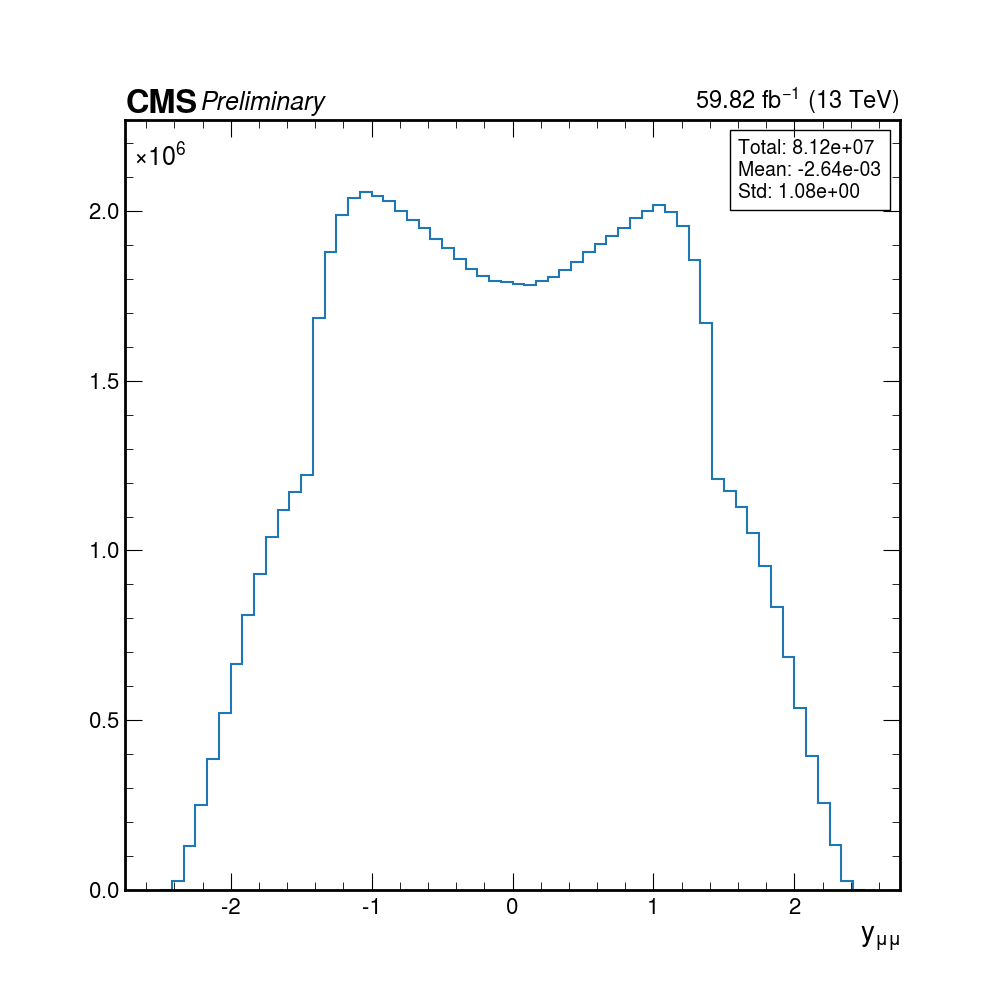 CMS Preliminary 59.82 fb⁻¹ (13 TeV)
×10⁶
Total: 8.12e+07
Mean: -2.64e-03
Std: 1.08e+00
2.0
1.5
1.0
0.5
0.0
-2 -1 0 1 2
yμμ